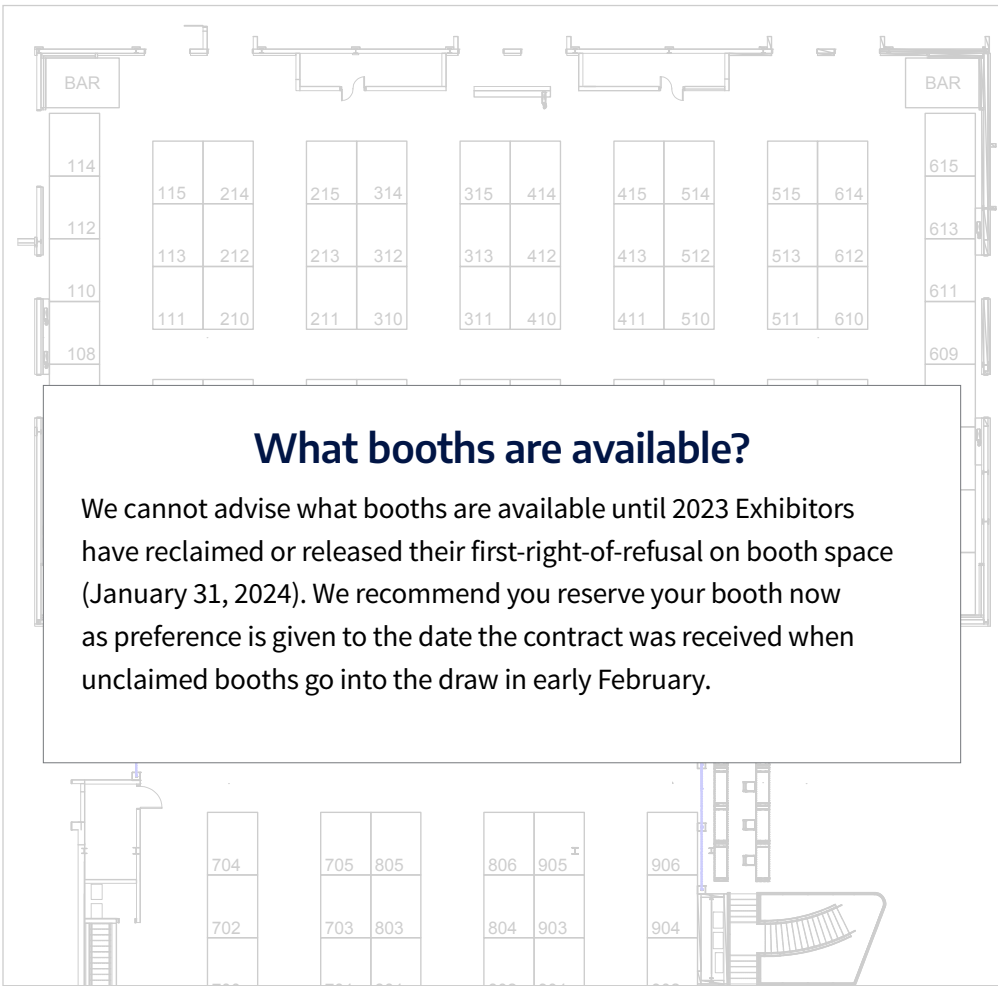 BAR BAR
114 615
115 214 215 314 315 414 415 514 515 614
112 613
113 212 213 312 313 412 413 512 513 612
110 611
111 210 211 310 311 410 411 510 511 610
108 609
What booths are available?
We cannot advise what booths are available until 2023 Exhibitors
have reclaimed or released their first-right-of-refusal on booth space
(January 31, 2024). We recommend you reserve your booth now
as preference is given to the date the contract was received when
unclaimed booths go into the draw in early February.
704 705 805 806 905 906
702 703 803 804 903 904